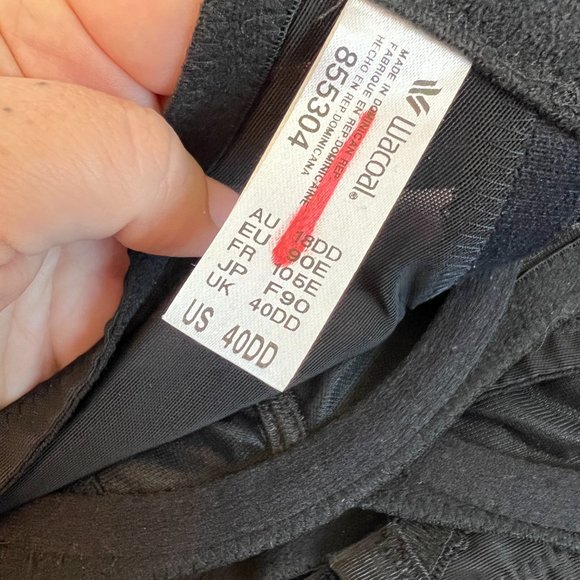 Wacoal®
MADE IN DOMINICAN REP.
FABRIQUE EN REP. DOMINICAINE
HECHO EN REP DOMINICANA
855304
AU 18DD
EU 90E
FR 105E
JP F90
UK 40DD
US 40DD